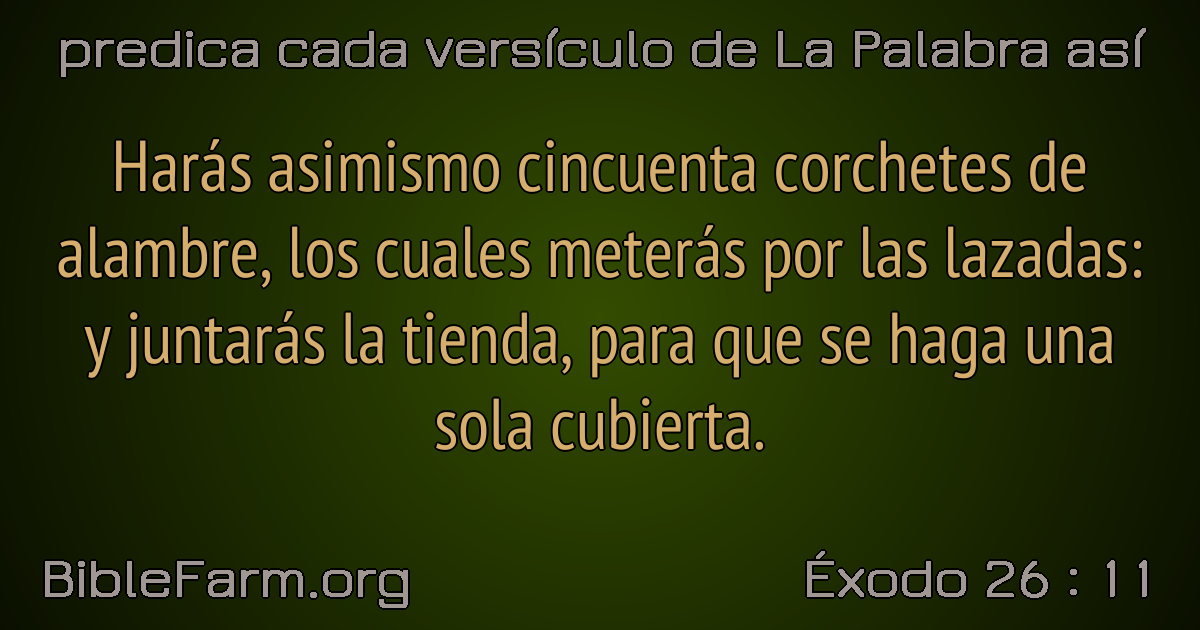 predica cada versículo de La Palabra así
Harás asimismo cincuenta corchetes de
alambre, los cuales meterás por las lazadas:
y juntarás la tienda, para que se haga una
sola cubierta.
BibleFarm.org
Éxodo 26 : 11